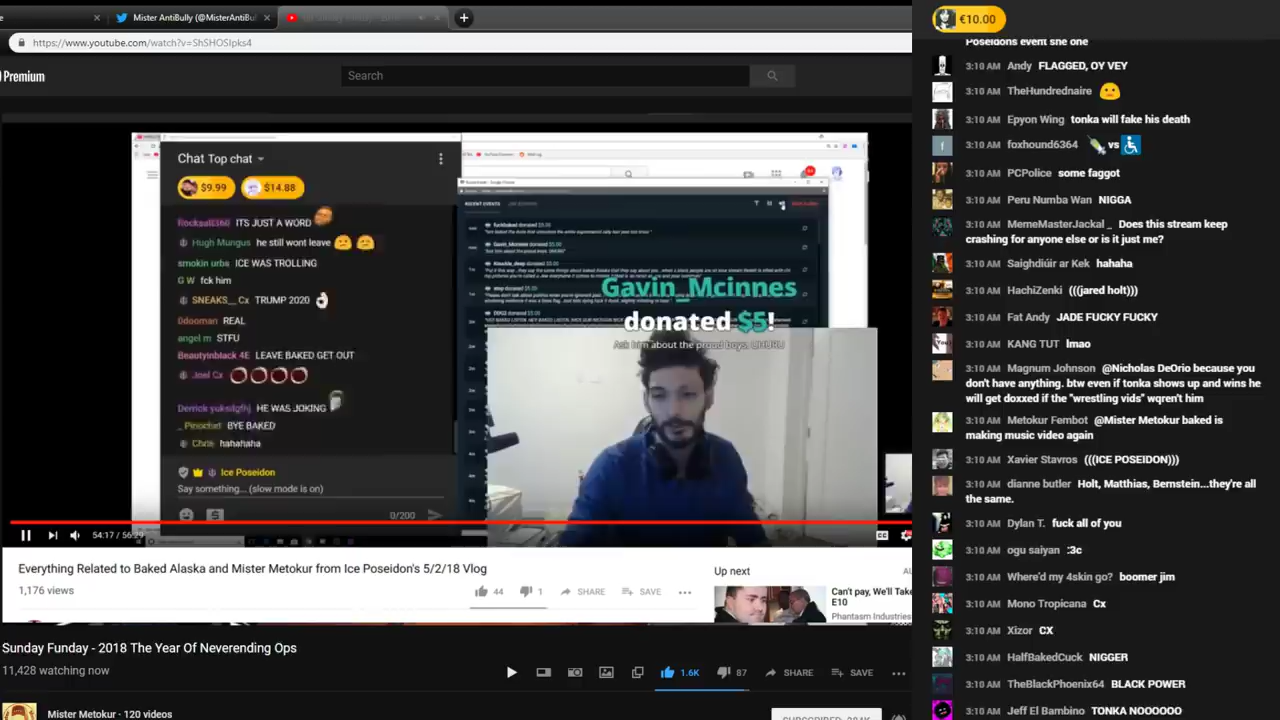 Mister AntiBully (@MisterAntiBul
https://www.youtube.com/watch?v=ShSHOSIpks4
Premium
Search
Chat Top chat
$9.99
$14.88
Rocksall360 ITS JUST A WORD
Hugh Mungus he still wont leave
smokin urbs ICE WAS TROLLING
G W fck him
SNEAKS__Cx TRUMP 2020
0dooman REAL
angel m STFU
Beautyinblack 4E LEAVE BAKED GET OUT
Joel Cx
HE WAS JOKING
_Pinochet BYE BAKED
Chris hahahaha
Ice Poseidon
Say something... (slow mode is on)
0/200
RECENT EVENTS
Gavin_Mcinnes
donated $5!
Ask him about the proud boys. UHURU
54:17 / 56:29
Everything Related to Baked Alaska and Mister Metokur from Ice Poseidon's 5/2/18 Vlog
1,176 views
44
1
SHARE
SAVE
Up next
Can't pay, We'll Take
E10
Phantasm Industries
Sunday Funday - 2018 The Year Of Neverending Ops
11,428 watching now
1.6K
87
SHARE
SAVE
Mister Metokur - 120 videos
€10.00
Poseidons event she one
3:10 AM Andy FLAGGED, OY VEY
3:10 AM TheHundrednaire
3:10 AM Epyon Wing tonka will fake his death
3:10 AM foxhound6364 vs
3:10 AM PCPolice some faggot
3:10 AM Peru Numba Wan NIGGA
3:10 AM MemeMasterJackal _ Does this stream keep
crashing for anyone else or is it just me?
3:10 AM Saighdiúir ar Kek hahaha
3:10 AM HachiZenki (((jared holt)))
3:10 AM Fat Andy JADE FUCKY FUCKY
3:10 AM KANG TUT lmao
3:10 AM Magnum Johnson @Nicholas DeOrio because you
don't have anything. btw even if tonka shows up and wins he
will get doxxed if the "wrestling vids" wqren't him
3:10 AM Metokur Fembot @Mister Metokur baked is
making music video again
3:10 AM Xavier Stavros (((ICE POSEIDON)))
3:10 AM dianne butler Holt, Matthias, Bernstein...they're all
the same.
3:10 AM Dylan T. fuck all of you
3:10 AM ogu saiyan :3c
3:10 AM Where'd my 4skin go? boomer jim
3:10 AM Mono Tropicana Cx
3:10 AM Xizor CX
3:10 AM HalfBakedCuck NIGGER
3:10 AM TheBlackPhoenix64 BLACK POWER
3:10 AM Jeff El Bambino TONKA NOOOOOO